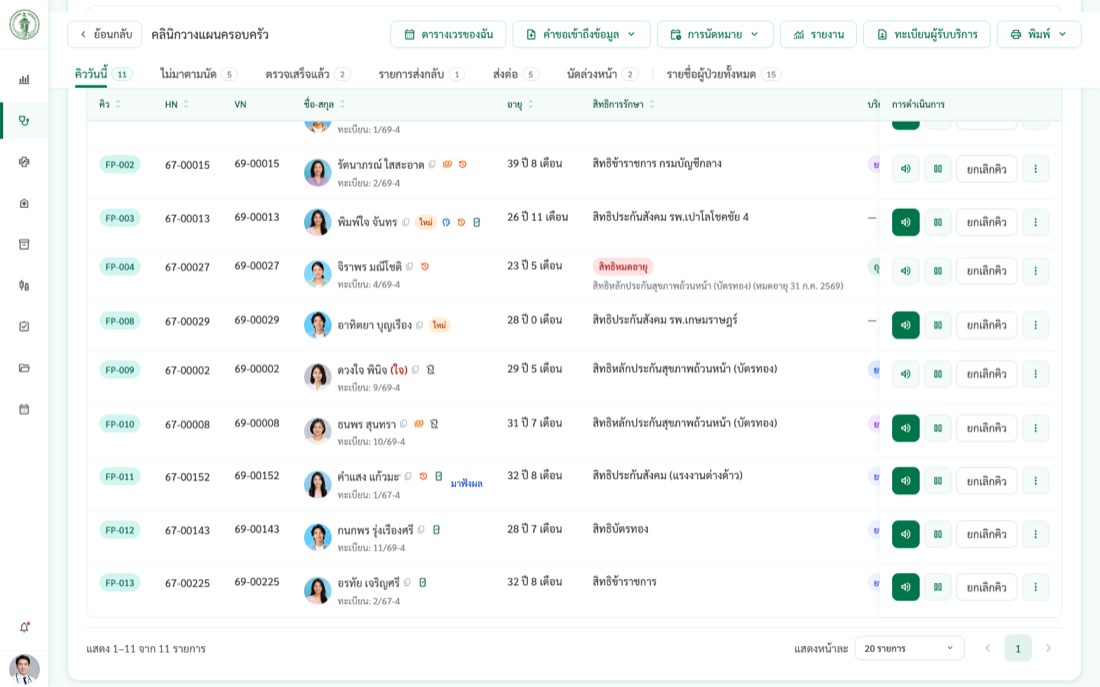 ย้อนกลับ คลินิกวางแผนครอบครัว ตารางเวรของฉัน คำขอเข้าถึงข้อมูล การนัดหมาย รายงาน ทะเบียนผู้รับบริการ พิมพ์
คิววันนี้ 11 ไม่มาตามนัด 5 ตรวจเสร็จแล้ว 2 รายการส่งกลับ 1 ส่งต่อ 5 นัดล่วงหน้า 2 รายชื่อผู้ป่วยทั้งหมด 15
คิว HN VN ชื่อ-สกุล อายุ สิทธิการรักษา การดำเนินการ
ทะเบียน: 1/69-4
FP-002 67-00015 69-00015 รัตนาภรณ์ ใสสะอาด 39 ปี 8 เดือน สิทธิข้าราชการ กรมบัญชีกลาง ยกเลิกคิว
ทะเบียน: 2/69-4
FP-003 67-00013 69-00013 พิมพ์ใจ จันทร ใหม่ 26 ปี 11 เดือน สิทธิประกันสังคม รพ.เปาโลโชคชัย 4 — ยกเลิกคิว
FP-004 67-00027 69-00027 จิราพร มณีโชติ 23 ปี 5 เดือน สิทธิหมดอายุ ยกเลิกคิว
ทะเบียน: 4/69-4 สิทธิหลักประกันสุขภาพถ้วนหน้า (บัตรทอง) (หมดอายุ 31 ก.ค. 2569)
FP-008 67-00029 69-00029 อาทิตยา บุญเรือง ใหม่ 28 ปี 0 เดือน สิทธิประกันสังคม รพ.เกษมราษฎร์ — ยกเลิกคิว
FP-009 67-00002 69-00002 ดวงใจ พินิจ (ใจ) 29 ปี 5 เดือน สิทธิหลักประกันสุขภาพถ้วนหน้า (บัตรทอง) ยกเลิกคิว
ทะเบียน: 9/69-4
FP-010 67-00008 69-00008 ธนพร สุนทรา 31 ปี 7 เดือน สิทธิหลักประกันสุขภาพถ้วนหน้า (บัตรทอง) ยกเลิกคิว
ทะเบียน: 10/69-4
FP-011 67-00152 69-00152 คำแสง แก้วมะ 32 ปี 8 เดือน สิทธิประกันสังคม (แรงงานต่างด้าว) ยกเลิกคิว
ทะเบียน: 1/67-4 มาฟังผล
FP-012 67-00143 69-00143 กนกพร รุ่งเรืองศรี 28 ปี 7 เดือน สิทธิบัตรทอง ยกเลิกคิว
ทะเบียน: 11/69-4
FP-013 67-00225 69-00225 อรทัย เจริญศรี 32 ปี 8 เดือน สิทธิข้าราชการ ยกเลิกคิว
ทะเบียน: 2/67-4
แสดง 1–11 จาก 11 รายการ แสดงหน้าละ 20 รายการ 1